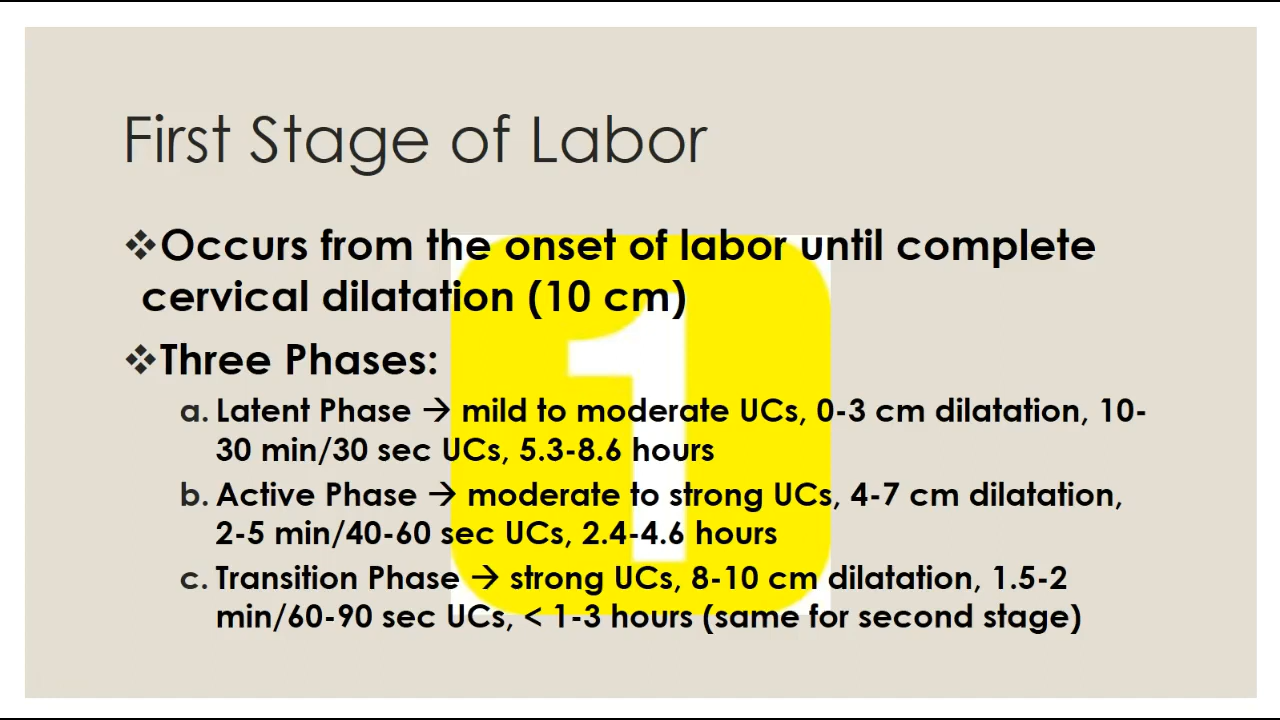 First Stage of Labor
❖Occurs from the onset of labor until complete
cervical dilatation (10 cm)
❖Three Phases:
a. Latent Phase → mild to moderate UCs, 0-3 cm dilatation, 10-
30 min/30 sec UCs, 5.3-8.6 hours
b. Active Phase → moderate to strong UCs, 4-7 cm dilatation,
2-5 min/40-60 sec UCs, 2.4-4.6 hours
c. Transition Phase → strong UCs, 8-10 cm dilatation, 1.5-2
min/60-90 sec UCs, < 1-3 hours (same for second stage)
1